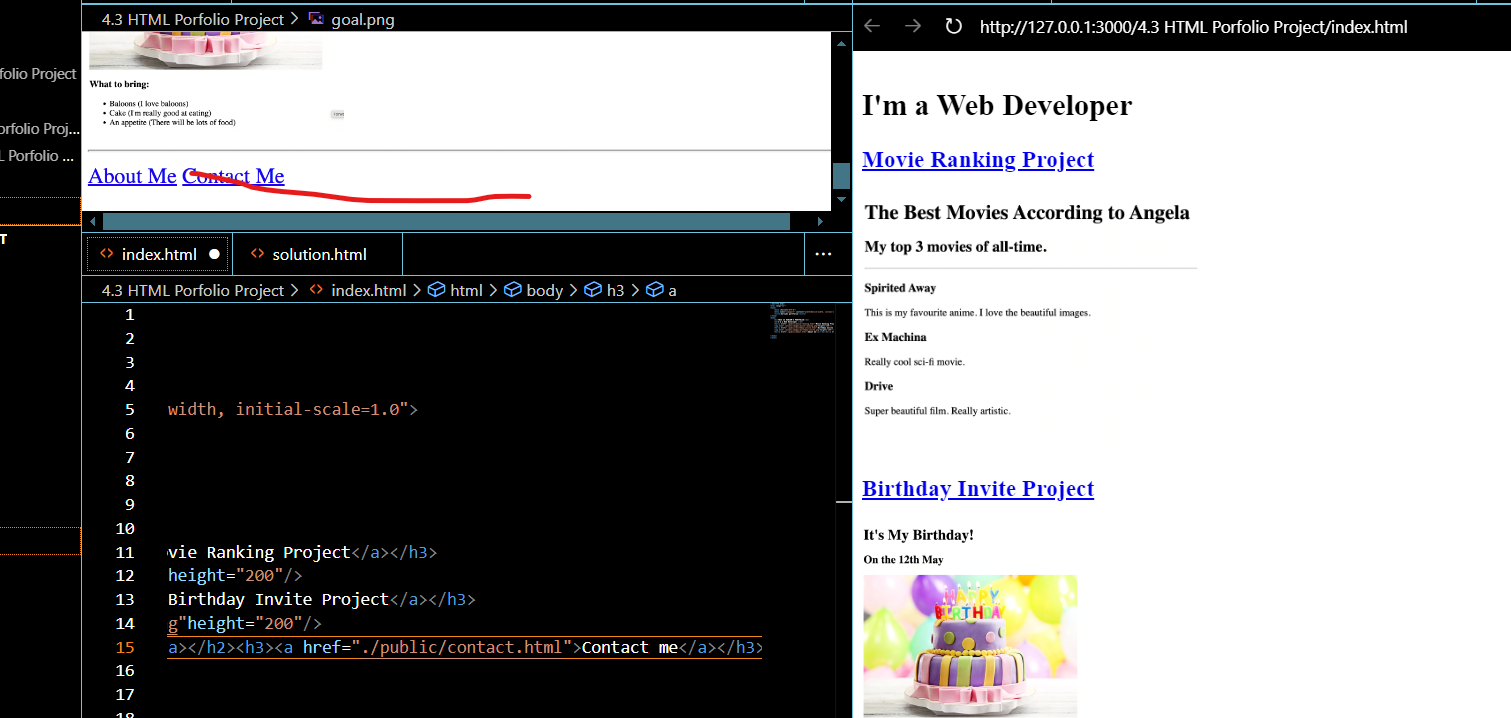 4.3 HTML Porfolio Project > goal.png
folio Project
orfolio Proj...
L Porfolio ...
T
What to bring:
• Baloons (I love baloons)
• Cake (I'm really good at eating)
• An appetite (There will be lots of food)
About Me Contact Me
index.html
solution.html
...
4.3 HTML Porfolio Project > index.html > html > body > h3 > a
1
2
3
4
5 width, initial-scale=1.0">
6
7
8
9
10
11 ovie Ranking Project</a></h3>
12 height="200"/>
13 Birthday Invite Project</a></h3>
14 g"height="200"/>
15 a></h2><h3><a href="./public/contact.html">Contact me</a></h3>
16
17
18
http://127.0.0.1:3000/4.3 HTML Porfolio Project/index.html
I'm a Web Developer
Movie Ranking Project
The Best Movies According to Angela
My top 3 movies of all-time.
Spirited Away
This is my favourite anime. I love the beautiful images.
Ex Machina
Really cool sci-fi movie.
Drive
Super beautiful film. Really artistic.
Birthday Invite Project
It's My Birthday!
On the 12th May
HAPPY
BIRTHDAY